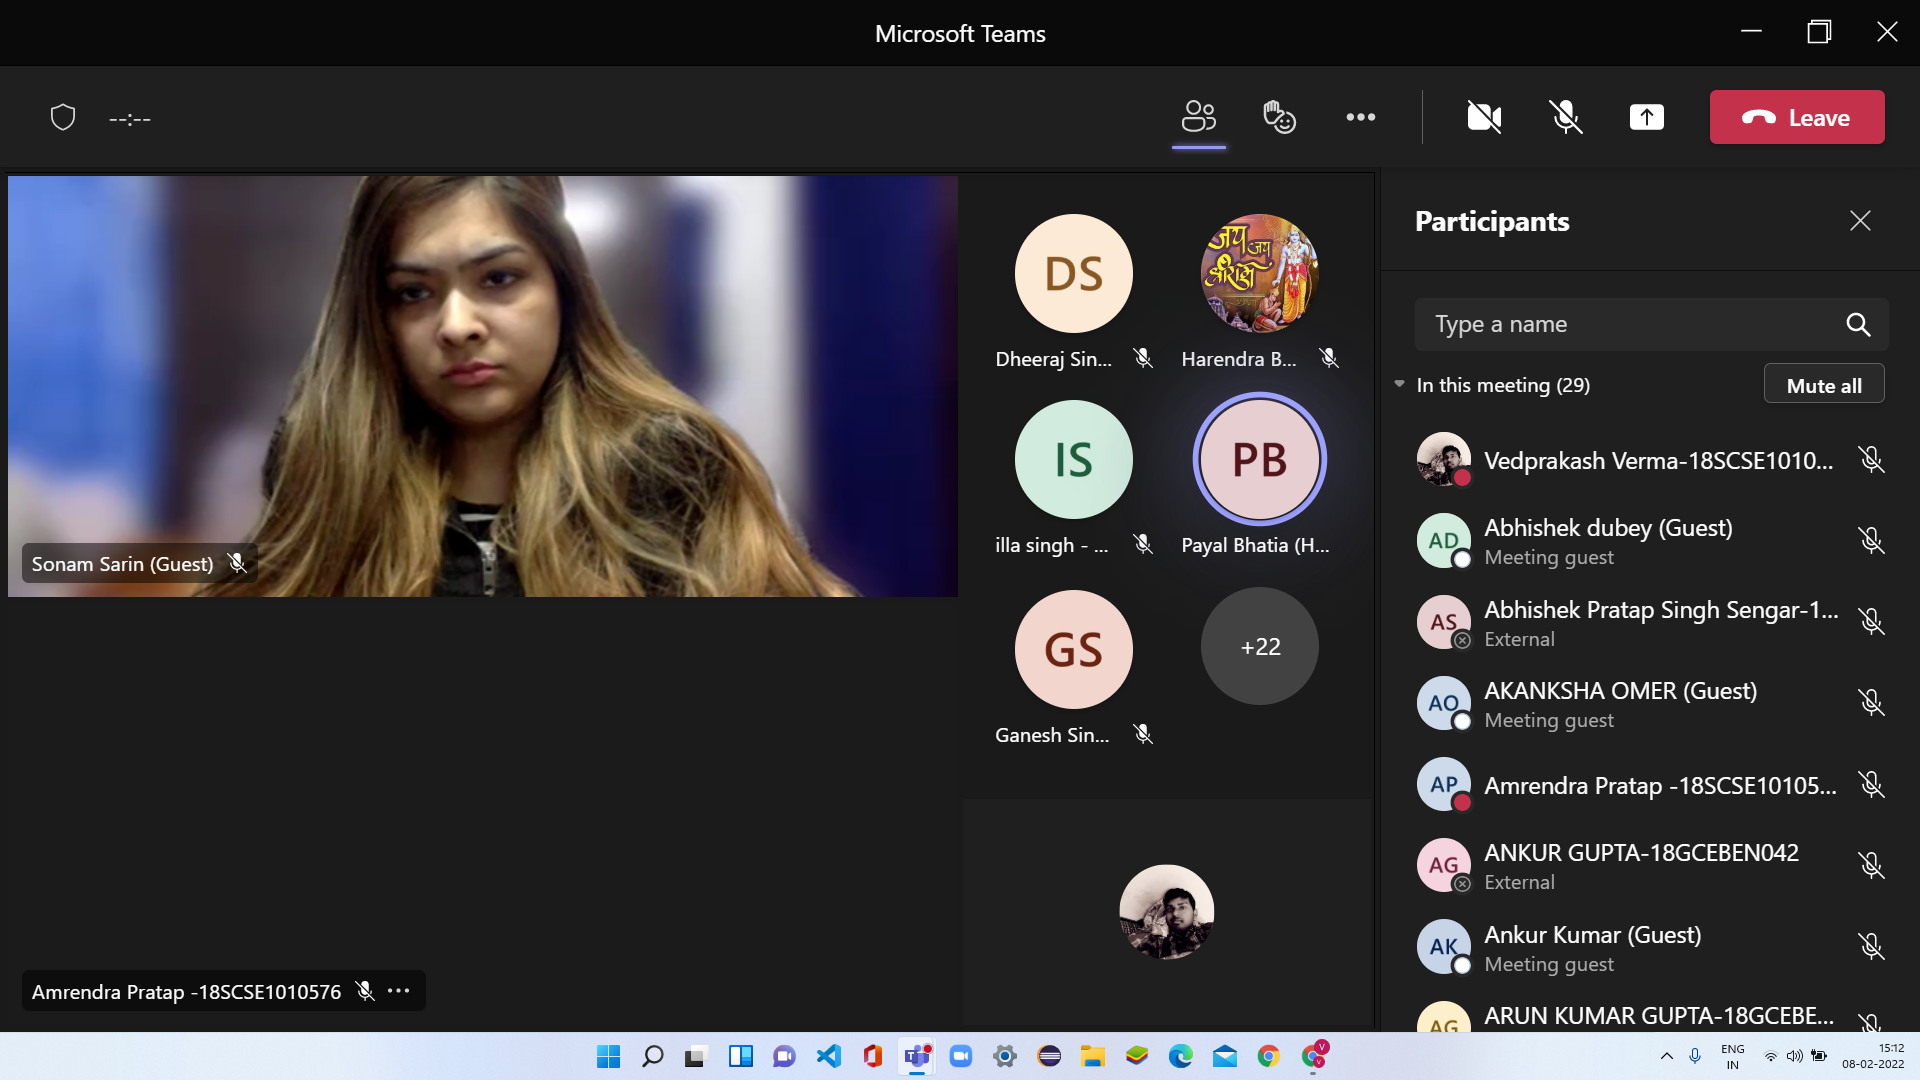 Microsoft Teams
--:--
Leave
Sonam Sarin (Guest)
Amrendra Pratap -18SCSE1010576
DS
Dheeraj Sin...
जय
जय
श्री राम
Harendra B...
IS
illa singh - ...
PB
Payal Bhatia (H...
GS
Ganesh Sin...
+22
Participants
Type a name
In this meeting (29)
Mute all
Vedprakash Verma-18SCSE1010...
AD
Abhishek dubey (Guest)
Meeting guest
AS
Abhishek Pratap Singh Sengar-1...
External
AO
AKANKSHA OMER (Guest)
Meeting guest
AP
Amrendra Pratap -18SCSE10105...
AG
ANKUR GUPTA-18GCEBEN042
External
AK
Ankur Kumar (Guest)
Meeting guest
AG
ARUN KUMAR GUPTA-18GCEBE...
V
V
ENG
IN
15:12
08-02-2022